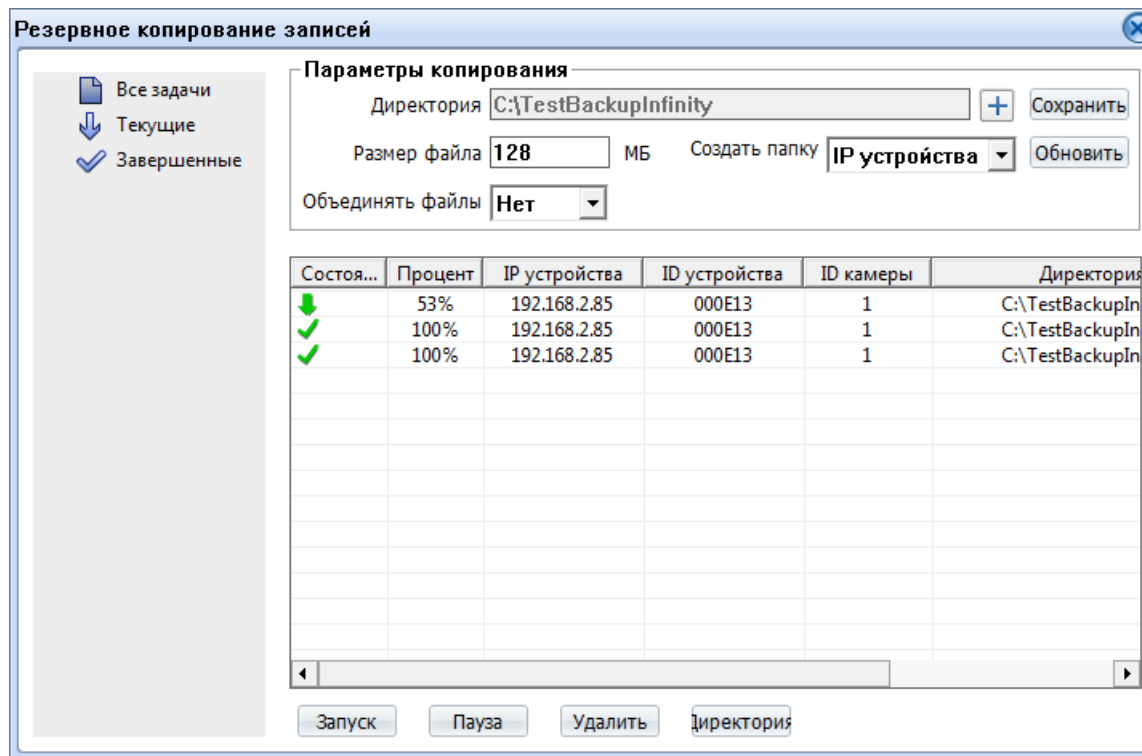 Резервное копирование записей
Все задачи
Текущие
Завершенные
Параметры копирования
Директория C:\TestBackupInfinity + Сохранить
Размер файла 128 МБ Создать папку IP устройства Обновить
Объединять файлы Нет
Состоя... Процент IP устройства ID устройства ID камеры Директория
53% 192.168.2.85 000E13 1 C:\TestBackupIn
100% 192.168.2.85 000E13 1 C:\TestBackupIn
100% 192.168.2.85 000E13 1 C:\TestBackupIn
Запуск Пауза Удалить Директория